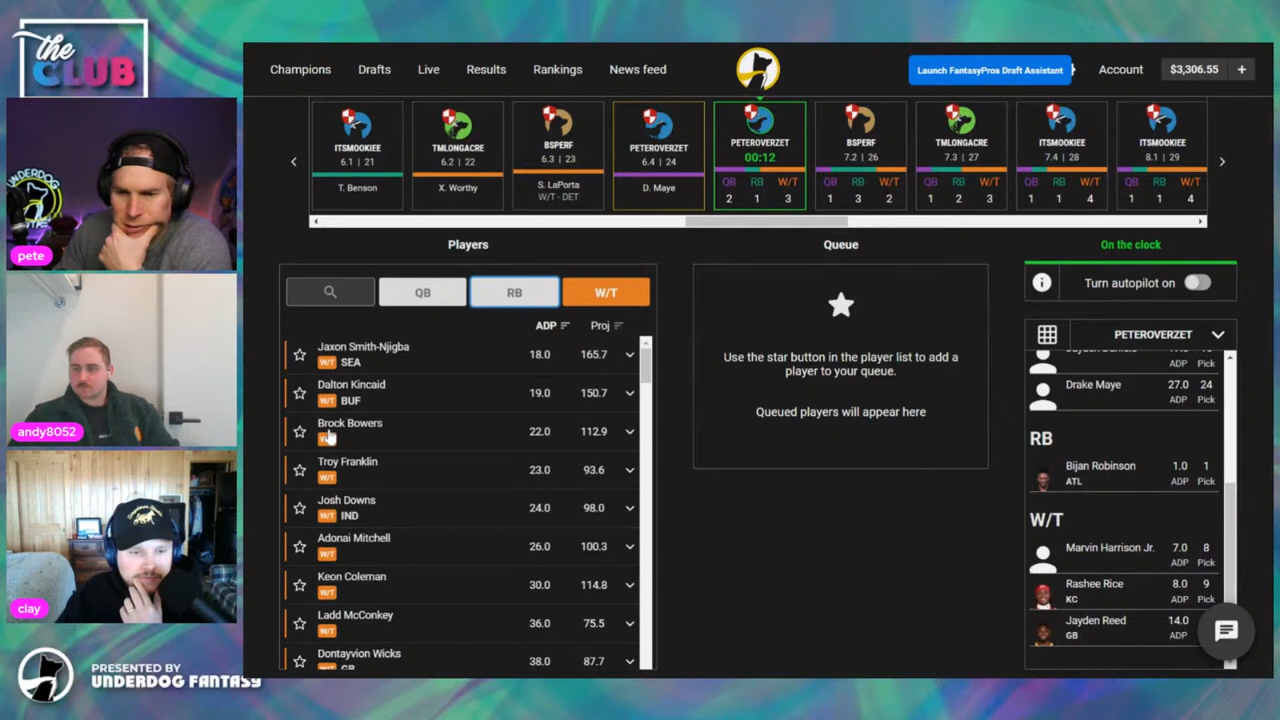 the
CLUB
UNDERDOG
pete
andy8052
clay
PRESENTED BY
UNDERDOG FANTASY
Champions
Drafts
Live
Results
Rankings
News feed
Launch FantasyPros Draft Assistant
Account
$3,306.55
+
ITSMOOKIEE
6.1 | 21
T. Benson
TMLONGACRE
6.2 | 22
X. Worthy
BSPERF
6.3 | 23
S. LaPorta
W/T - DET
PETEROVERZET
6.4 | 24
D. Maye
PETEROVERZET
00:12
QB RB W/T
2 1 3
BSPERF
7.2 | 26
QB RB W/T
1 3 2
TMLONGACRE
7.3 | 27
QB RB W/T
1 2 3
ITSMOOKIEE
7.4 | 28
QB RB W/T
1 1 4
ITSMOOKIEE
8.1 | 29
QB RB W/T
1 1 4
Players
QB
RB
W/T
ADP
Proj
Jaxon Smith-Njigba
W/T SEA
18.0 165.7
Dalton Kincaid
W/T BUF
19.0 150.7
Brock Bowers
22.0 112.9
Troy Franklin
W/T
23.0 93.6
Josh Downs
W/T IND
24.0 98.0
Adonai Mitchell
W/T
26.0 100.3
Keon Coleman
W/T
30.0 114.8
Ladd McConkey
W/T
36.0 75.5
Dontayvion Wicks
W/T GB
38.0 87.7
Queue
Use the star button in the player list to add a
player to your queue.
Queued players will appear here
On the clock
Turn autopilot on
PETEROVERZET
ADP Pick
Drake Maye
27.0 24
ADP Pick
RB
Bijan Robinson
1.0 1
ATL
ADP Pick
W/T
Marvin Harrison Jr.
7.0 8
ADP Pick
Rashee Rice
8.0 9
KC
ADP Pick
Jayden Reed
14.0
GB
ADP